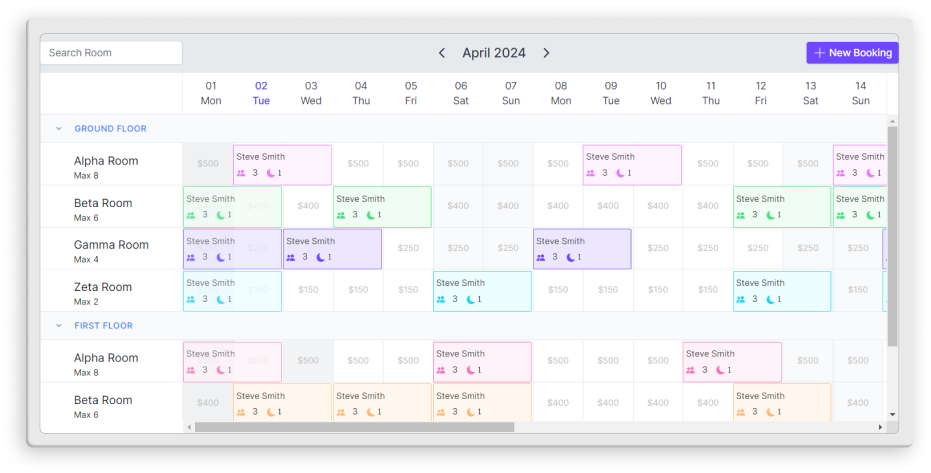 Search Room
April 2024
New Booking
01 02 03 04 05 06 07 08 09 10 11 12 13 14
Mon Tue Wed Thu Fri Sat Sun Mon Tue Wed Thu Fri Sat Sun
GROUND FLOOR
Alpha Room
Max 8
$500 Steve Smith 3 1 $500 $500 $500 $500 $500 Steve Smith 3 1 $500 $500 $500 Steve Smith 3 1
Beta Room
Max 6
Steve Smith 3 1 $400 $400 Steve Smith 3 1 $400 $400 $400 $400 $400 Steve Smith 3 1 Steve Smith 3 1
Gamma Room
Max 4
Steve Smith 3 1 $250 Steve Smith 3 1 $250 $250 $250 Steve Smith 3 1 $250 $250 $250 $250 $250
Zeta Room
Max 2
Steve Smith 3 1 $150 $150 $150 $150 Steve Smith 3 1 $150 $150 $150 $150 Steve Smith 3 1 $150
FIRST FLOOR
Alpha Room
Max 8
Steve Smith 3 1 $500 $500 $500 $500 Steve Smith 3 1 $500 $500 $500 Steve Smith 3 1 $500 $500
Beta Room
Max 6
$400 Steve Smith 3 1 Steve Smith 3 1 Steve Smith 3 1 $400 $400 $400 $400 Steve Smith 3 1 $400